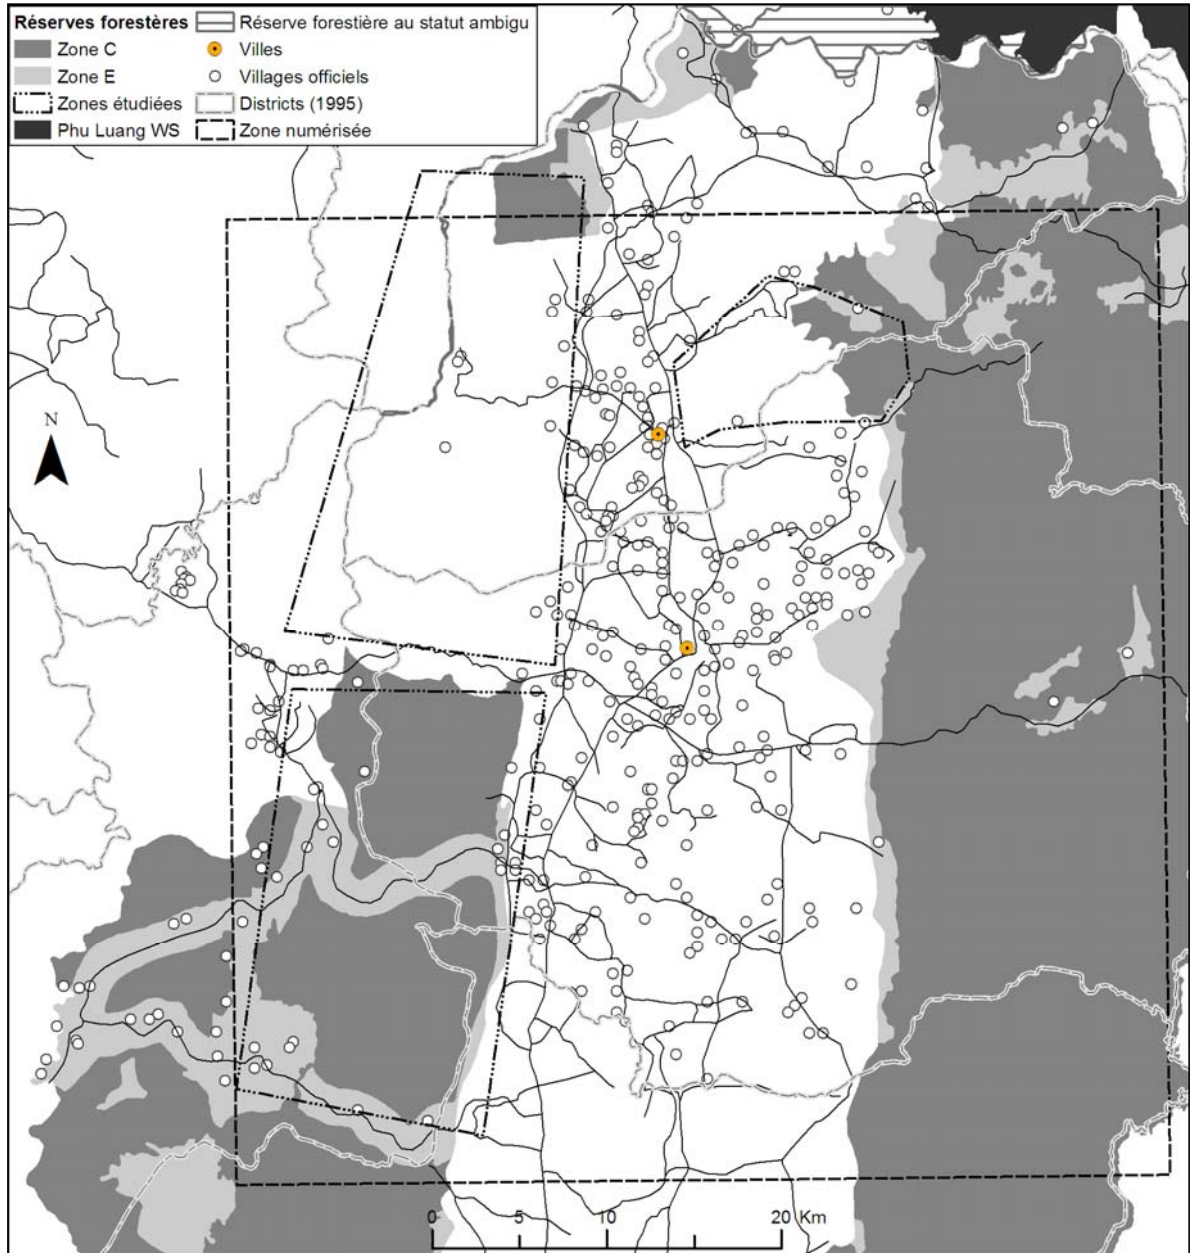 Réserves forestères
Zone C
Zone E
Zones étudiées
Phu Luang WS
Réserve forestière au statut ambigu
Villes
Villages officiels
Districts (1995)
Zone numérisée
N
0 5 10 20 Km